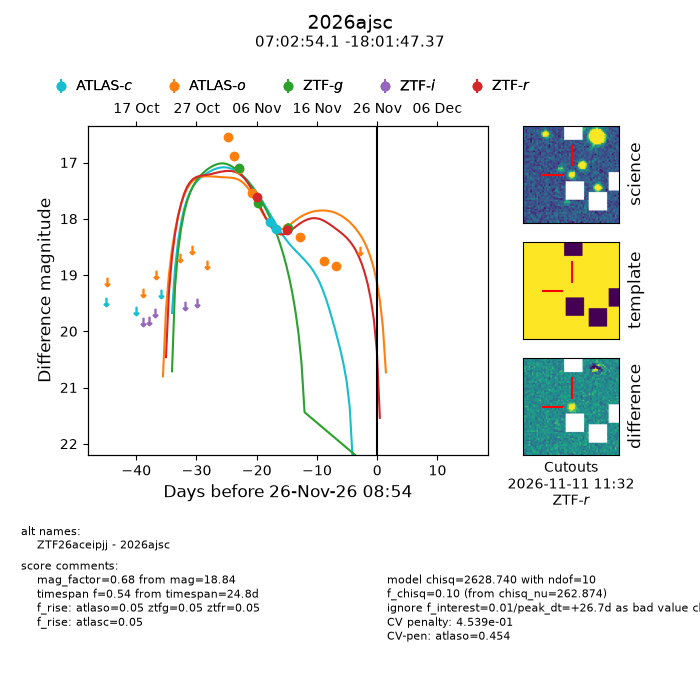 2026ajsc
07:02:54.1 -18:01:47.37
ATLAS-c
ATLAS-o
ZTF-g
ZTF-i
ZTF-r
17 Oct
27 Oct
06 Nov
16 Nov
26 Nov
06 Dec
17
18
19
20
21
22
Difference magnitude
−40
−30
−20
−10
0
10
Days before 26-Nov-26 08:54
science
template
difference
Cutouts
2026-11-11 11:32
ZTF-r
alt names:
ZTF26aceipjj - 2026ajsc
score comments:
mag_factor=0.68 from mag=18.84
timespan f=0.54 from timespan=24.8d
f_rise: atlaso=0.05 ztfg=0.05 ztfr=0.05
f_rise: atlasc=0.05
model chisq=2628.740 with ndof=10
f_chisq=0.10 (from chisq_nu=262.874)
ignore f_interest=0.01/peak_dt=+26.7d as bad value
CV penalty: 4.539e-01
CV-pen: atlaso=0.454